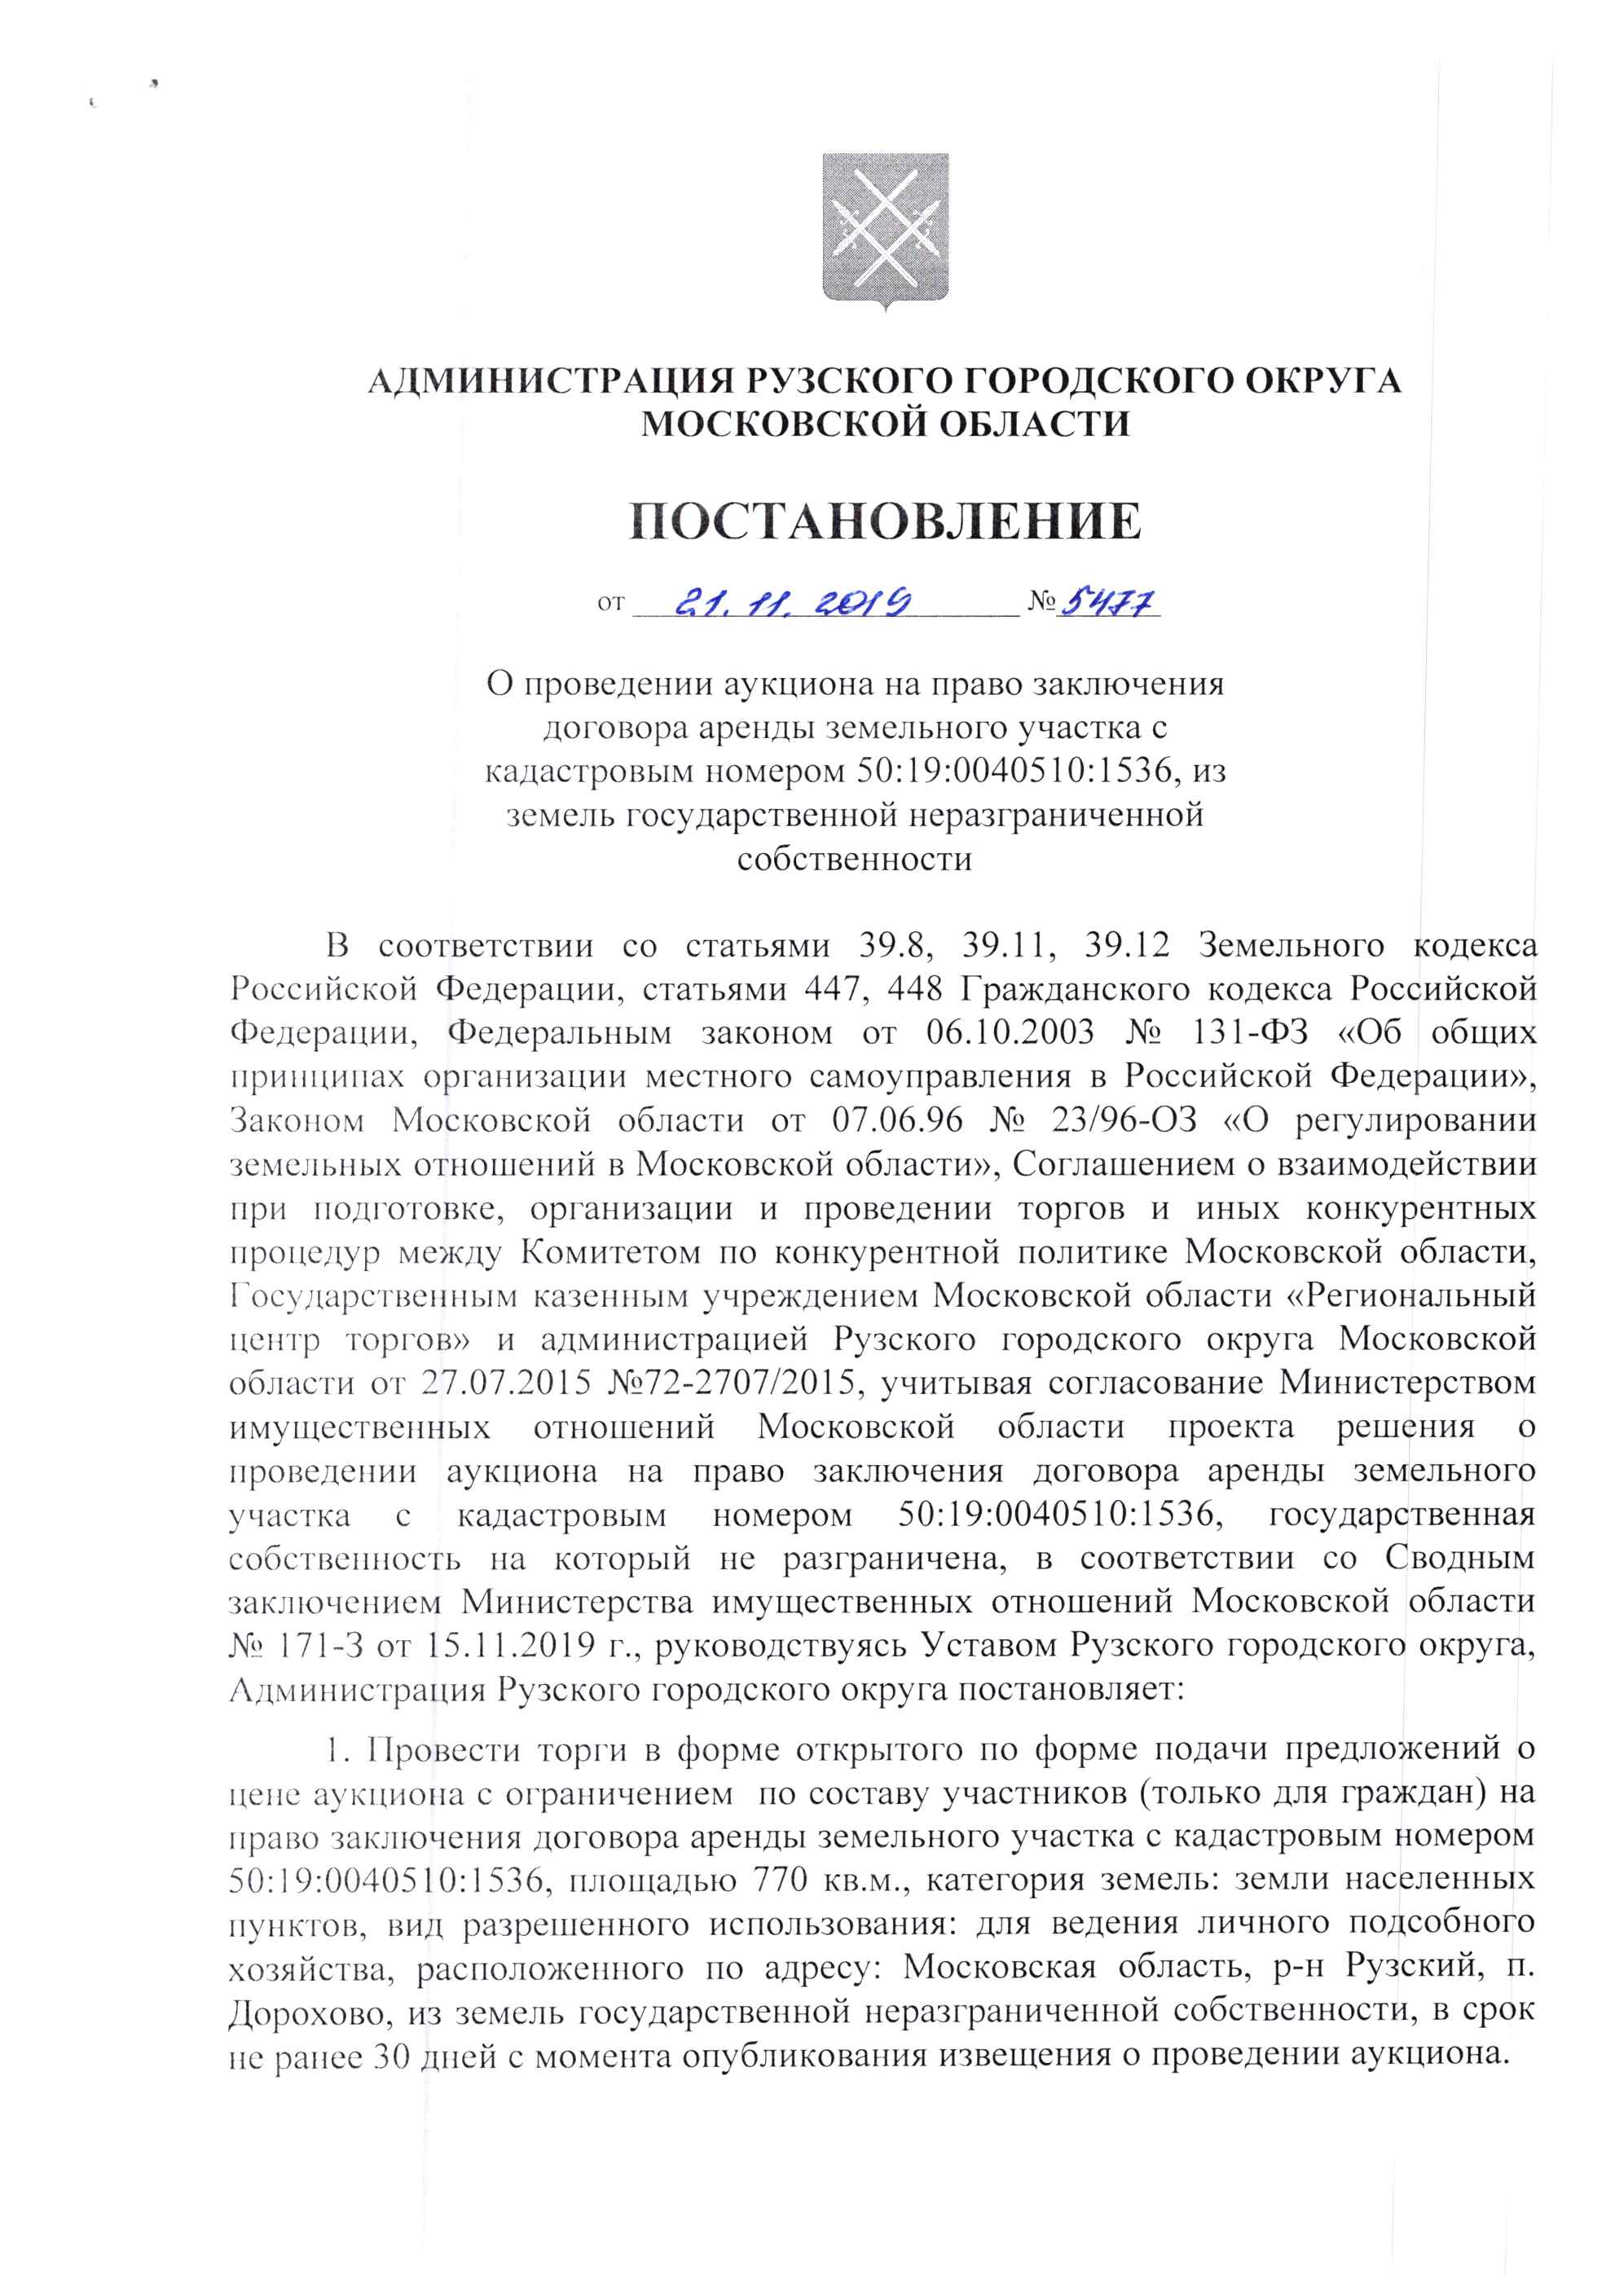 АДМИНИСТРАЦИЯ РУЗСКОГО ГОРОДСКОГО ОКРУГА
МОСКОВСКОЙ ОБЛАСТИ
ПОСТАНОВЛЕНИЕ
от 21.11.2019 № 5477
О проведении аукциона на право заключения
договора аренды земельного участка с
кадастровым номером 50:19:0040510:1536, из
земель государственной неразграниченной
собственности
В соответствии со статьями 39.8, 39.11, 39.12 Земельного кодекса
Российской Федерации, статьями 447, 448 Гражданского кодекса Российской
Федерации, Федеральным законом от 06.10.2003 № 131-ФЗ «Об общих
принципах организации местного самоуправления в Российской Федерации»,
Законом Московской области от 07.06.96 № 23/96-ОЗ «О регулировании
земельных отношений в Московской области», Соглашением о взаимодействии
при подготовке, организации и проведении торгов и иных конкурентных
процедур между Комитетом по конкурентной политике Московской области,
Государственным казенным учреждением Московской области «Региональный
центр торгов» и администрацией Рузского городского округа Московской
области от 27.07.2015 №72-2707/2015, учитывая согласование Министерством
имущественных отношений Московской области проекта решения о
проведении аукциона на право заключения договора аренды земельного
участка с кадастровым номером 50:19:0040510:1536, государственная
собственность на который не разграничена, в соответствии со Сводным
заключением Министерства имущественных отношений Московской области
№ 171-З от 15.11.2019 г., руководствуясь Уставом Рузского городского округа,
Администрация Рузского городского округа постановляет:
1. Провести торги в форме открытого по форме подачи предложений о
цене аукциона с ограничением по составу участников (только для граждан) на
право заключения договора аренды земельного участка с кадастровым номером
50:19:0040510:1536, площадью 770 кв.м., категория земель: земли населенных
пунктов, вид разрешенного использования: для ведения личного подсобного
хозяйства, расположенного по адресу: Московская область, р-н Рузский, п.
Дорохово, из земель государственной неразграниченной собственности, в срок
не ранее 30 дней с момента опубликования извещения о проведении аукциона.